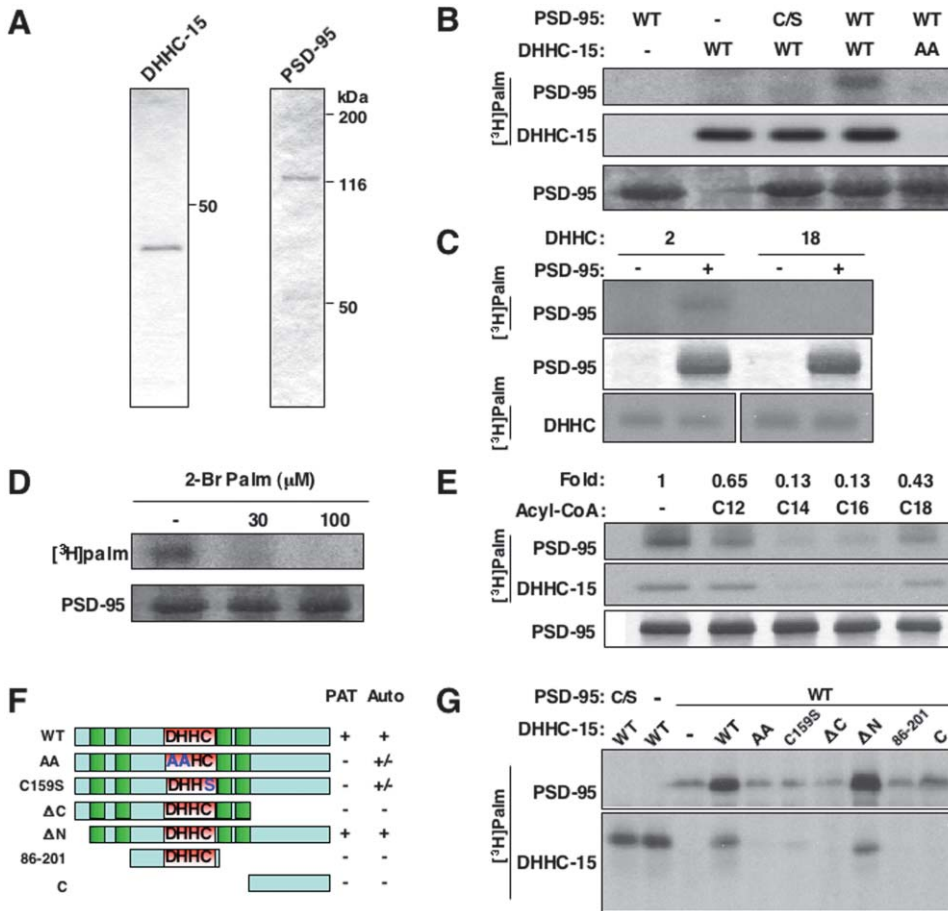 A
DHHC-15
PSD-95
kDa
200
116
50
50
B
PSD-95: WT - C/S WT WT
DHHC-15: - WT WT WT AA
[³H]Palm
PSD-95
DHHC-15
PSD-95
C
DHHC: 2 18
PSD-95: - + - +
[³H]Palm
PSD-95
PSD-95
[³H]Palm
DHHC
D
2-Br Palm (μM)
- 30 100
[³H]palm
PSD-95
E
Fold: 1 0.65 0.13 0.13 0.43
Acyl-CoA: - C12 C14 C16 C18
[³H]Palm
PSD-95
DHHC-15
PSD-95
F
PAT Auto
WT DHHC + +
AA AAHC - +/-
C159S DHHS - +/-
ΔC DHHC - -
ΔN DHHC + +
86-201 DHHC - -
C - -
G
PSD-95: C/S - WT
DHHC-15: WT WT - WT AA C159S ΔC ΔN 86-201 C
[³H]Palm
PSD-95
DHHC-15